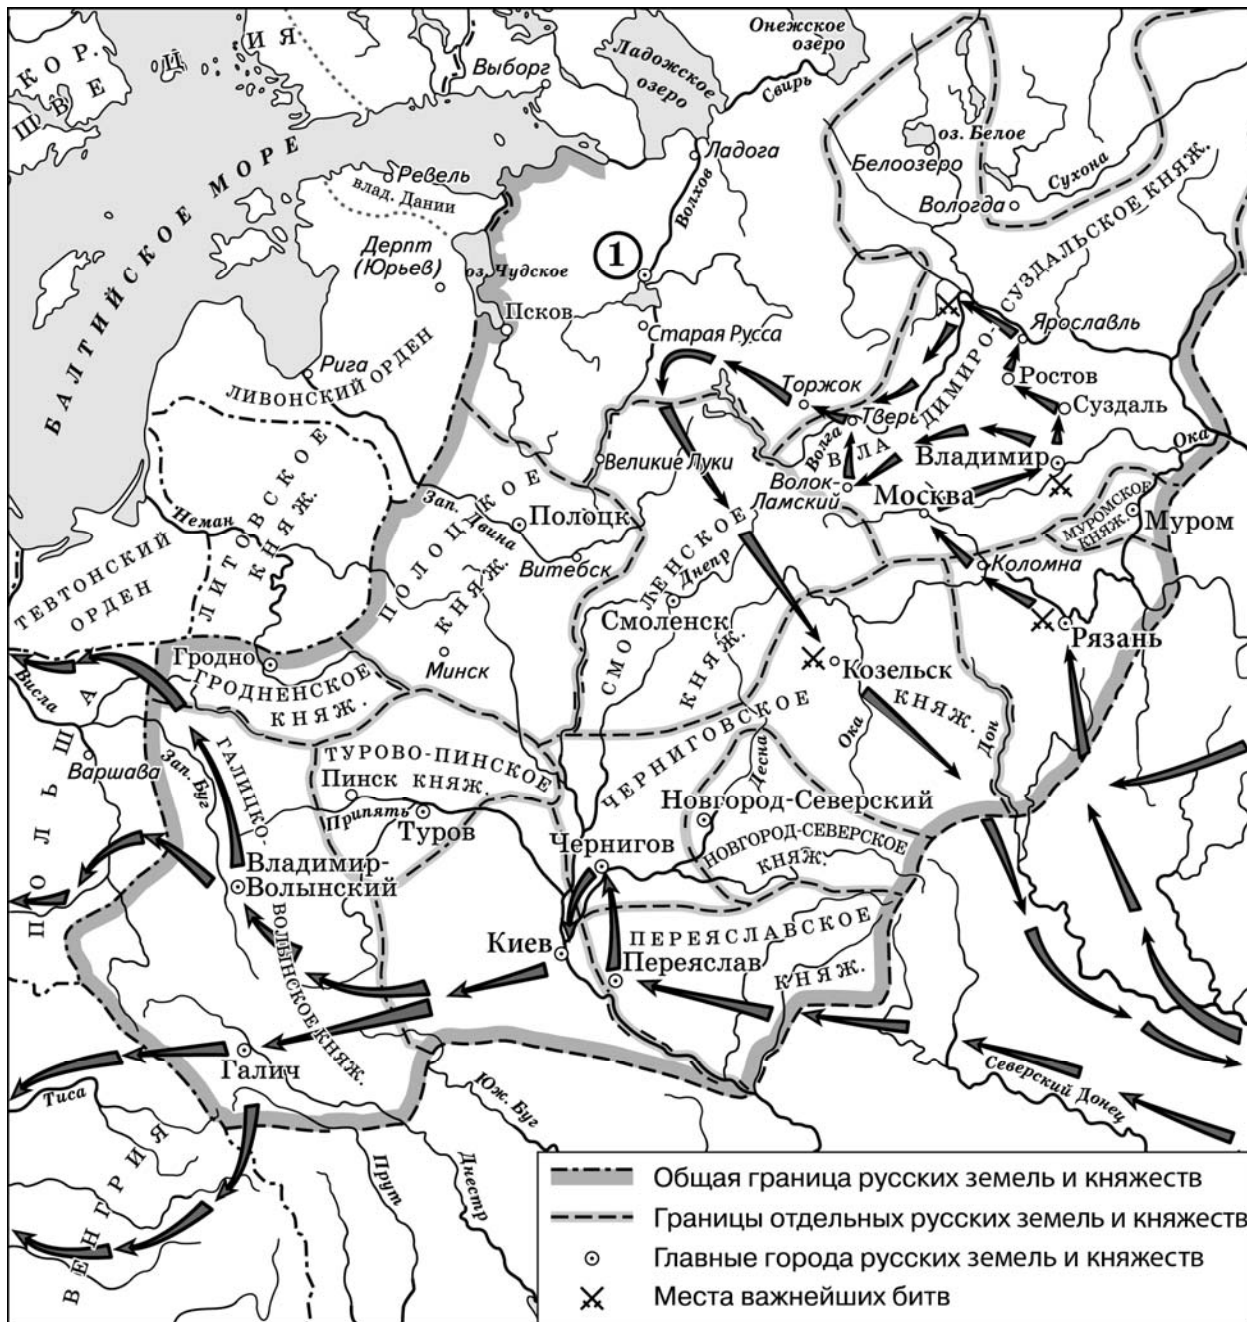 КОР.
ШВЕЦИЯ
Выборг
Ладожское
озеро
Онежское
озеро
Свирь
оз. Белое
Белоозеро
Сухона
Вологда
Ладога
Волхов
БАЛТИЙСКОЕ МОРЕ
Ревель
влад. Дании
Дерпт
(Юрьев)
оз. Чудское
1
Псков
Старая Русса
ВЛАДИМИРО-СУЗДАЛЬСКОЕ КНЯЖ.
Ярославль
Рига
ЛИВОНСКИЙ ОРДЕН
Торжок
Ростов
Тверь
Суздаль
Волга
Ока
Владимир
Великие Луки
Волок-
Ламский
Москва
МУРОМСКОЕ
КНЯЖ.
Муром
Неман
Зап. Двина
Полоцк
ПОЛОЦКОЕ
КНЯЖ.
Витебск
ЛИТОВСКОЕ
КНЯЖ.
ТЕВТОНСКИЙ
ОРДЕН
Днепр
Смоленск
СМОЛЕНСКОЕ
КНЯЖ.
Коломна
Рязань
Минск
Гродно
ГРОДНЕНСКОЕ
КНЯЖ.
Козельск
Висла
Варшава
ПОЛЬША
Зап. Буг
ТУРОВО-ПИНСКОЕ
КНЯЖ.
Пинск
Припять
Туров
ЧЕРНИГОВСКОЕ
КНЯЖ.
Ока
Дон
Десна
Новгород-Северский
НОВГОРОД-СЕВЕРСКОЕ
КНЯЖ.
Чернигов
Владимир-
Волынский
ГАЛИЦКО-
ВОЛЫНСКОЕ КНЯЖ.
Киев
ПЕРЕЯСЛАВСКОЕ
КНЯЖ.
Переяслав
Галич
Тиса
Юж. Буг
Северский Донец
ВЕНГРИЯ
Прут
Днестр
Общая граница русских земель и княжеств
Границы отдельных русских земель и княжеств
Главные города русских земель и княжеств
Места важнейших битв